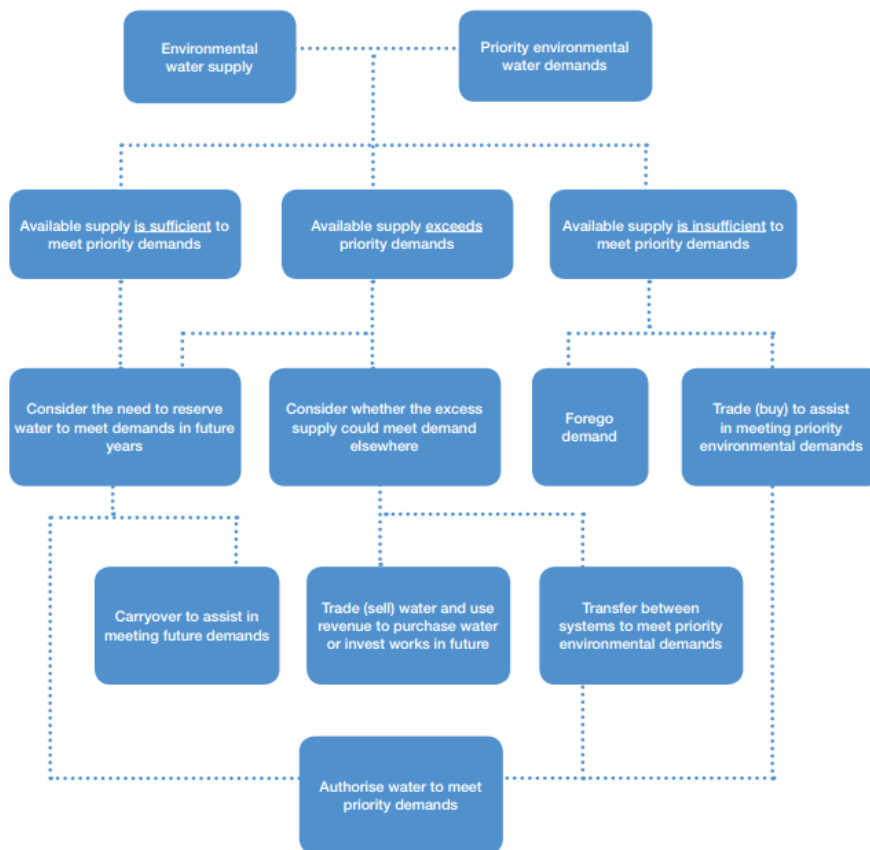 Environmental
water supply
Priority environmental
water demands
Available supply is sufficient to
meet priority demands
Available supply exceeds
priority demands
Available supply is insufficient to
meet priority demands
Consider the need to reserve
water to meet demands in future
years
Consider whether the excess
supply could meet demand
elsewhere
Forego
demand
Trade (buy) to assist
in meeting priority
environmental demands
Carryover to assist in
meeting future demands
Trade (sell) water and use
revenue to purchase water
or invest works in future
Transfer between
systems to meet priority
environmental demands
Authorise water to meet
priority demands